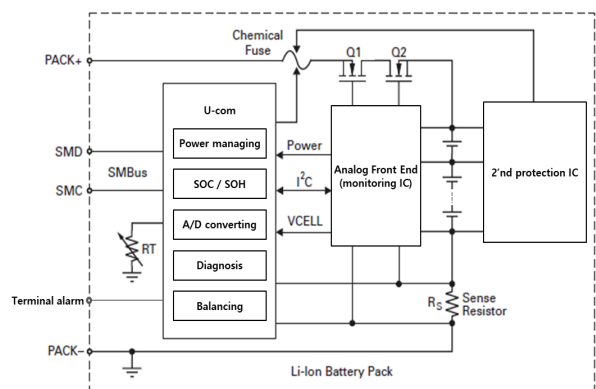 Chemical
Fuse
Q1
Q2
PACK+
U-com
Power managing
SMD
SMBus
SOC / SOH
SMC
A/D converting
RT
Diagnosis
Terminal alarm
Balancing
PACK–
Power
I²C
VCELL
Analog Front End
(monitoring IC)
2'nd protection IC
RS
Sense
Resistor
Li-Ion Battery Pack